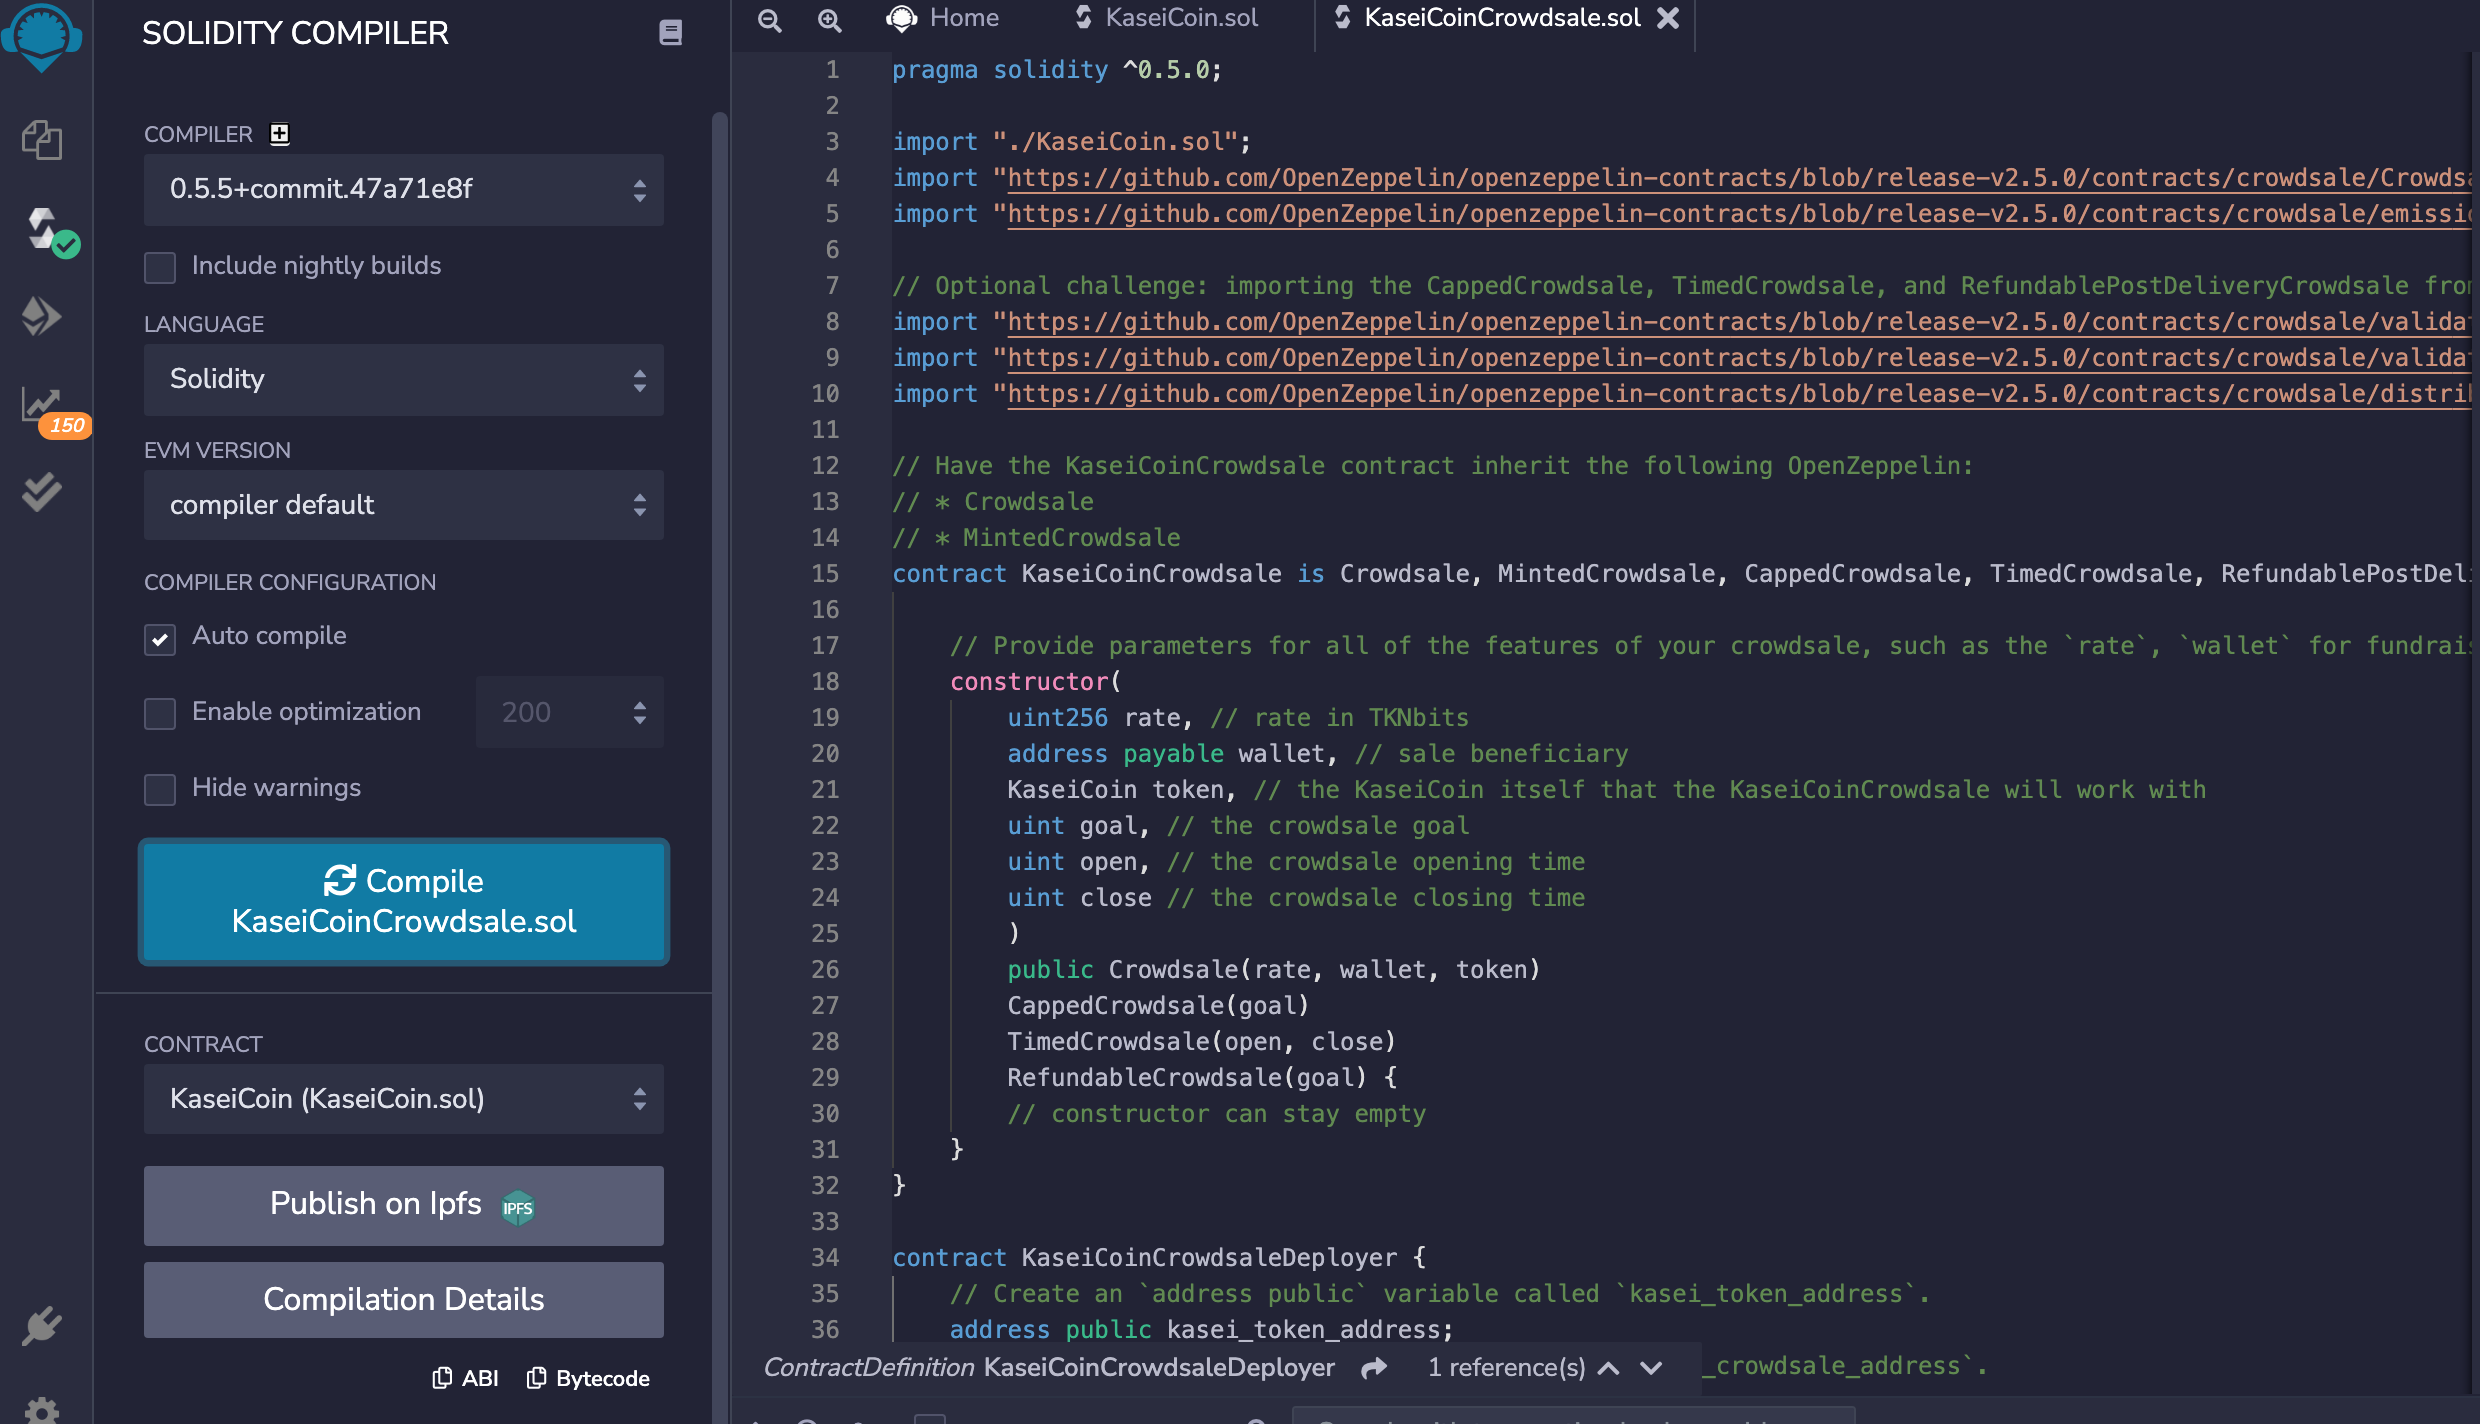 SOLIDITY COMPILER
COMPILER
0.5.5+commit.47a71e8f
Include nightly builds
LANGUAGE
Solidity
EVM VERSION
compiler default
COMPILER CONFIGURATION
Auto compile
Enable optimization 200
Hide warnings
Compile
KaseiCoinCrowdsale.sol
CONTRACT
KaseiCoin (KaseiCoin.sol)
Publish on Ipfs IPFS
Compilation Details
ABI Bytecode
150
Home KaseiCoin.sol KaseiCoinCrowdsale.sol
1 pragma solidity ^0.5.0;
2
3 import "./KaseiCoin.sol";
4 import "https://github.com/OpenZeppelin/openzeppelin-contracts/blob/release-v2.5.0/contracts/crowdsale/Crowdsa
5 import "https://github.com/OpenZeppelin/openzeppelin-contracts/blob/release-v2.5.0/contracts/crowdsale/emissio
6
7 // Optional challenge: importing the CappedCrowdsale, TimedCrowdsale, and RefundablePostDeliveryCrowdsale from
8 import "https://github.com/OpenZeppelin/openzeppelin-contracts/blob/release-v2.5.0/contracts/crowdsale/validat
9 import "https://github.com/OpenZeppelin/openzeppelin-contracts/blob/release-v2.5.0/contracts/crowdsale/validat
10 import "https://github.com/OpenZeppelin/openzeppelin-contracts/blob/release-v2.5.0/contracts/crowdsale/distrib
11
12 // Have the KaseiCoinCrowdsale contract inherit the following OpenZeppelin:
13 // * Crowdsale
14 // * MintedCrowdsale
15 contract KaseiCoinCrowdsale is Crowdsale, MintedCrowdsale, CappedCrowdsale, TimedCrowdsale, RefundablePostDeli
16
17 // Provide parameters for all of the features of your crowdsale, such as the `rate`, `wallet` for fundrais
18 constructor(
19 uint256 rate, // rate in TKNbits
20 address payable wallet, // sale beneficiary
21 KaseiCoin token, // the KaseiCoin itself that the KaseiCoinCrowdsale will work with
22 uint goal, // the crowdsale goal
23 uint open, // the crowdsale opening time
24 uint close // the crowdsale closing time
25 )
26 public Crowdsale(rate, wallet, token)
27 CappedCrowdsale(goal)
28 TimedCrowdsale(open, close)
29 RefundableCrowdsale(goal) {
30 // constructor can stay empty
31 }
32 }
33
34 contract KaseiCoinCrowdsaleDeployer {
35 // Create an `address public` variable called `kasei_token_address`.
36 address public kasei_token_address;
ContractDefinition KaseiCoinCrowdsaleDeployer 1 reference(s) _crowdsale_address`.